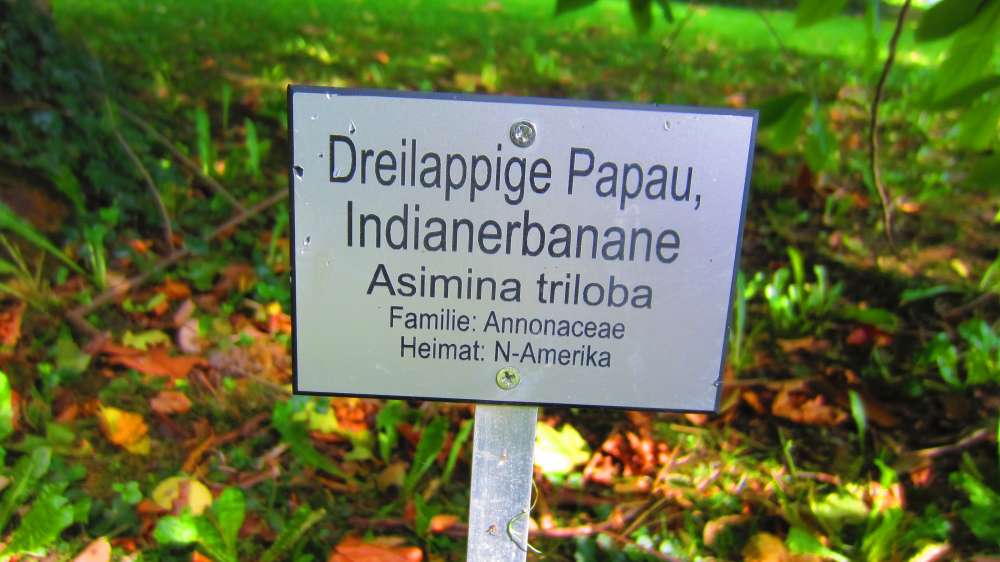 Dreilappige Papau,
Indianerbanane
Asimina triloba
Familie: Annonaceae
Heimat: N-Amerika